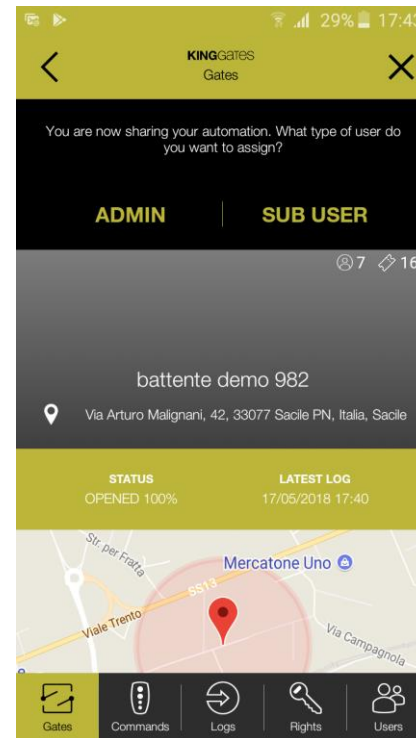 29% 17:43
KINGGATES
Gates
You are now sharing your automation. What type of user do
you want to assign?
ADMIN SUB USER
7 16
battente demo 982
Via Arturo Malignani, 42, 33077 Sacile PN, Italia, Sacile
STATUS LATEST LOG
OPENED 100% 17/05/2018 17:40
Str. per Fratta
Mercatone Uno
SS13
Viale Trento
Via Campagnola
Gates Commands Logs Rights Users